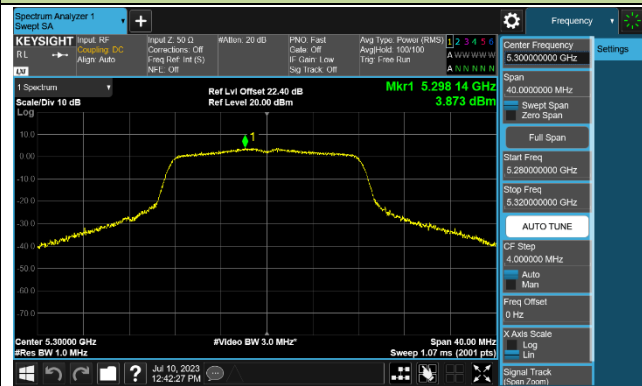 Spectrum Analyzer 1
Swept SA
Frequency
KEYSIGHT
RL
LXI
Input: RF
Coupling: DC
Align: Auto
Input Z: 50 Ω
Corrections: Off
Freq Ref: Int (S)
NFE: Off
#Atten: 20 dB
PNO: Fast
Gate: Off
IF Gain: Low
Sig Track: Off
Avg Type: Power (RMS)
Avg|Hold: 100/100
Trig: Free Run
1 2 3 4 5 6
A W W W W W
A N N N N N
1 Spectrum
Scale/Div 10 dB
Log
Ref Lvl Offset 22.40 dB
Ref Level 20.00 dBm
Mkr1 5.298 14 GHz
3.873 dBm
1
10.0
0.00
-10.0
-20.0
-30.0
-40.0
-50.0
-60.0
-70.0
Center 5.30000 GHz
#Res BW 1.0 MHz
#Video BW 3.0 MHz*
Span 40.00 MHz
Sweep 1.07 ms (2001 pts)
Jul 10, 2023
12:42:27 PM
Center Frequency
5.300000000 GHz
Span
40.0000000 MHz
Swept Span
Zero Span
Full Span
Start Freq
5.280000000 GHz
Stop Freq
5.320000000 GHz
AUTO TUNE
CF Step
4.000000 MHz
Auto
Man
Freq Offset
0 Hz
X Axis Scale
Log
Lin
Signal Track
(Span Zoom)
Settings